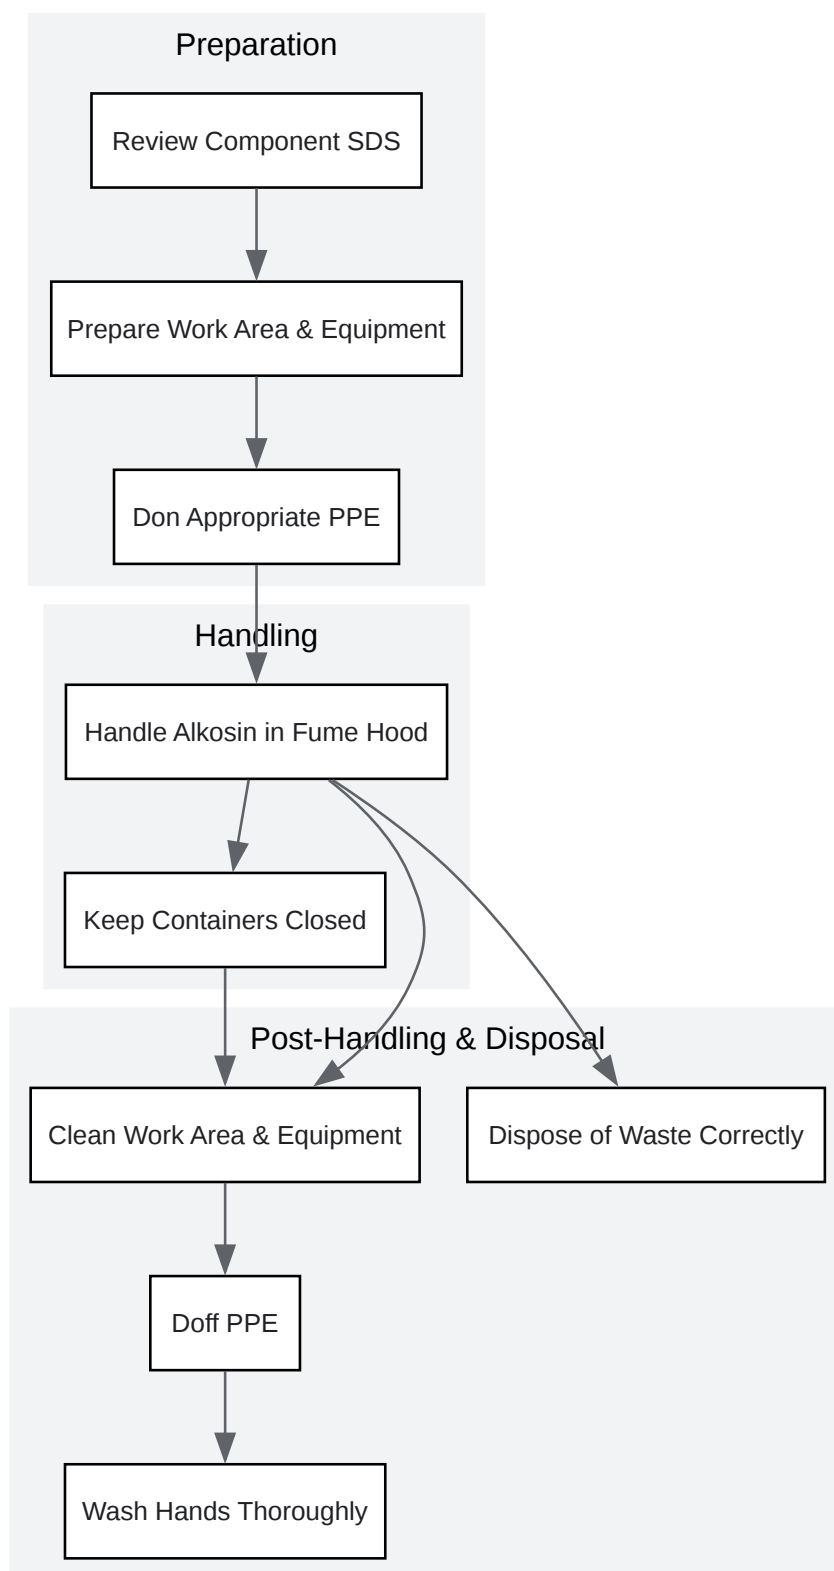 Preparation
Review Component SDS
Prepare Work Area & Equipment
Don Appropriate PPE
Handling
Handle Alkosin in Fume Hood
Keep Containers Closed
Post-Handling & Disposal
Clean Work Area & Equipment
Dispose of Waste Correctly
Doff PPE
Wash Hands Thoroughly